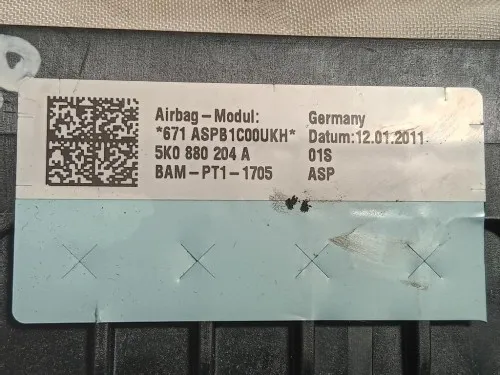 Airbag-Modul: Germany
*671 ASPB1C00UKH* Datum:12.01.2011
5K0 880 204 A 01S
BAM-PT1-1705 ASP